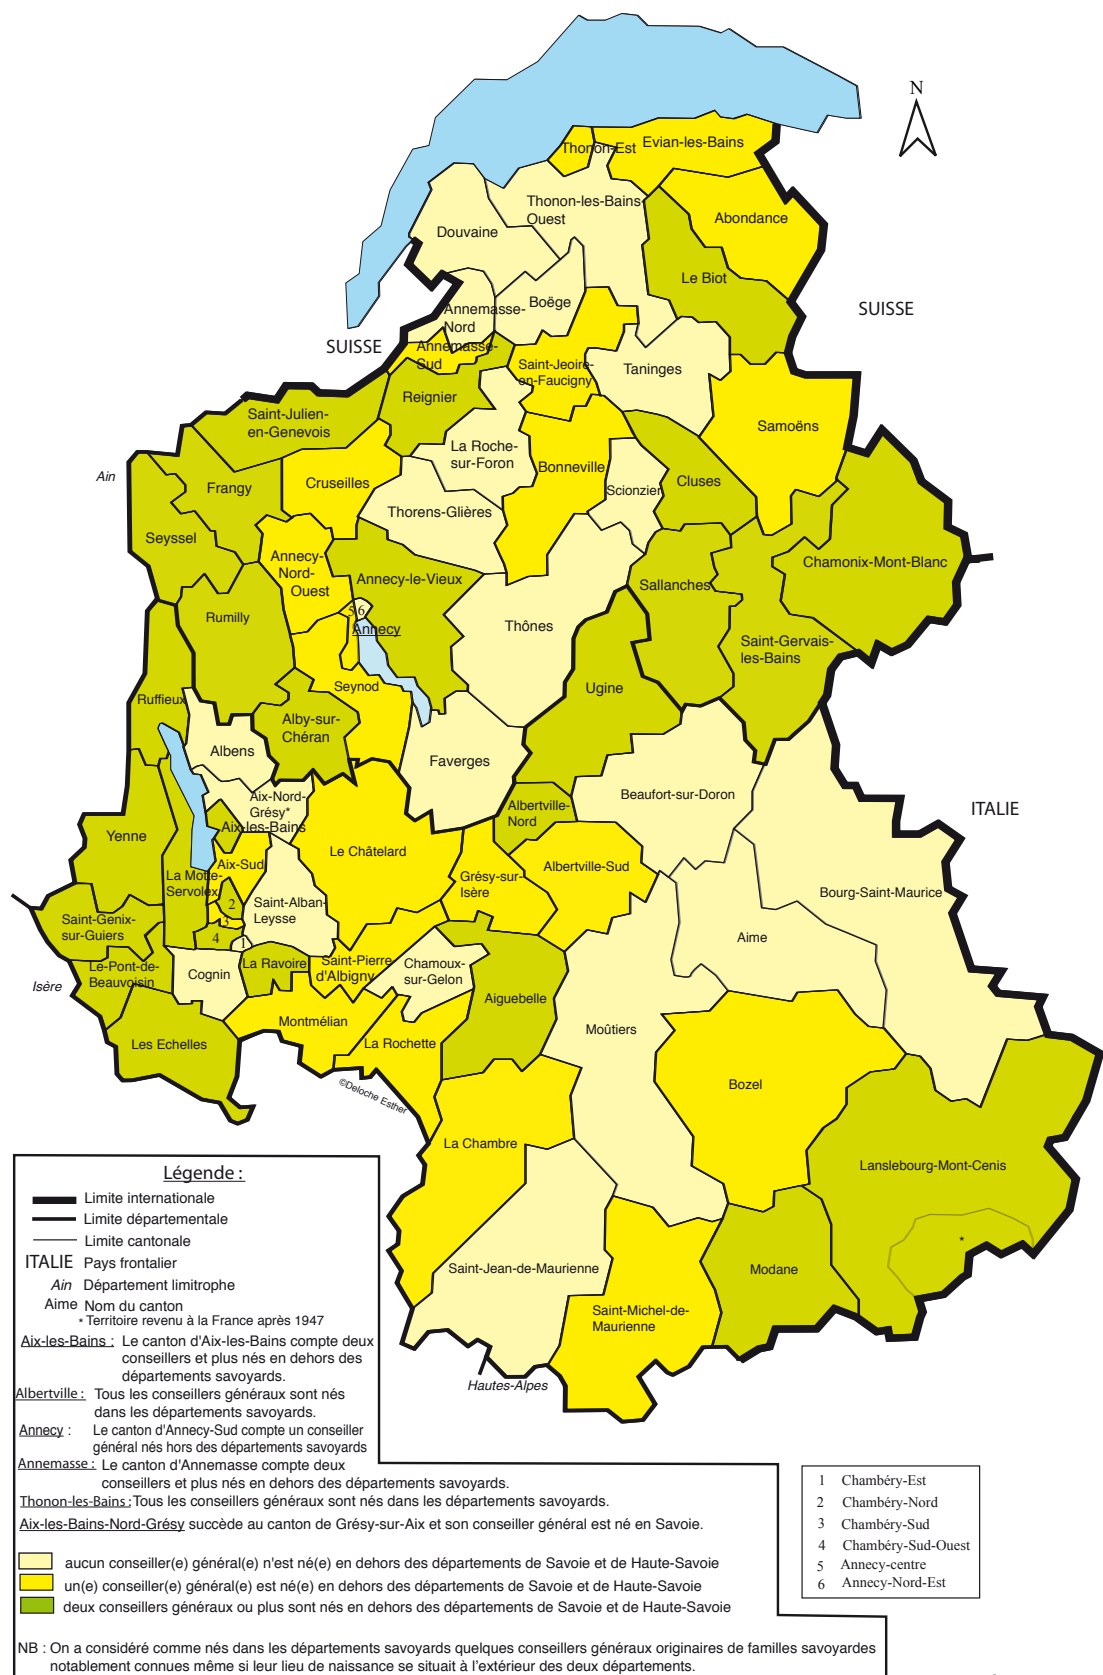 N
Thonon-Est
Evian-les-Bains
Thonon-les-Bains
Ouest
Abondance
Douvaine
Le Biot
Boëge
SUISSE
Annemasse-
Nord
SUISSE
Annemasse-
Sud
Saint-Jeoire-
en-Faucigny
Taninges
Reignier
Saint-Julien-
en-Genevois
Samoëns
La Roche-
sur-Foron
Bonneville
Ain
Cruseilles
Frangy
Scionzier
Cluses
Thorens-Glières
Seyssel
Annecy-
Nord-
Ouest
Chamonix-Mont-Blanc
Annecy-le-Vieux
Sallanches
5
6
Rumilly
Annecy
Thônes
Saint-Gervais-
les-Bains
Seynod
Ugine
Ruffieux
Alby-sur-
Chéran
Albens
Faverges
Aix-Nord-
Grésy*
Beaufort-sur-Doron
Albertville-
Nord
ITALIE
Aix-les-Bains
Yenne
Le Châtelard
Aix-Sud
Albertville-Sud
La Motte-
Servolex
Grésy-sur-
Isère
Bourg-Saint-Maurice
2
Saint-Alban-
Leysse
Saint-Genix-
sur-Guiers
3
4
1
Aime
La Ravoire
Saint-Pierre
d'Albigny
Chamoux-
sur-Gelon
Le-Pont-de-
Beauvoisin
Cognin
Isère
Aiguebelle
Montmélian
Moûtiers
Les Echelles
La Rochette
©Deloche Esther
Bozel
La Chambre
Lanslebourg-Mont-Cenis
*
Saint-Jean-de-Maurienne
Modane
Saint-Michel-de-
Maurienne
Hautes-Alpes
Légende :
Limite internationale
Limite départementale
Limite cantonale
ITALIE Pays frontalier
Ain Département limitrophe
Aime Nom du canton
* Territoire revenu à la France après 1947
Aix-les-Bains : Le canton d'Aix-les-Bains compte deux
conseillers et plus nés en dehors des
départements savoyards.
Albertville : Tous les conseillers généraux sont nés
dans les départements savoyards.
Annecy : Le canton d'Annecy-Sud compte un conseiller
général nés hors des départements savoyards
Annemasse : Le canton d'Annemasse compte deux
conseillers et plus nés en dehors des départements savoyards.
Thonon-les-Bains : Tous les conseillers généraux sont nés dans les départements savoyards.
Aix-les-Bains-Nord-Grésy succède au canton de Grésy-sur-Aix et son conseiller général est né en Savoie.
aucun conseiller(e) général(e) n'est né(e) en dehors des départements de Savoie et de Haute-Savoie
un(e) conseiller(e) général(e) est né(e) en dehors des départements de Savoie et de Haute-Savoie
deux conseillers généraux ou plus sont nés en dehors des départements de Savoie et de Haute-Savoie
NB : On a considéré comme nés dans les départements savoyards quelques conseillers généraux originaires de familles savoyardes
notablement connues même si leur lieu de naissance se situait à l'extérieur des deux départements.
1 Chambéry-Est
2 Chambéry-Nord
3 Chambéry-Sud
4 Chambéry-Sud-Ouest
5 Annecy-centre
6 Annecy-Nord-Est